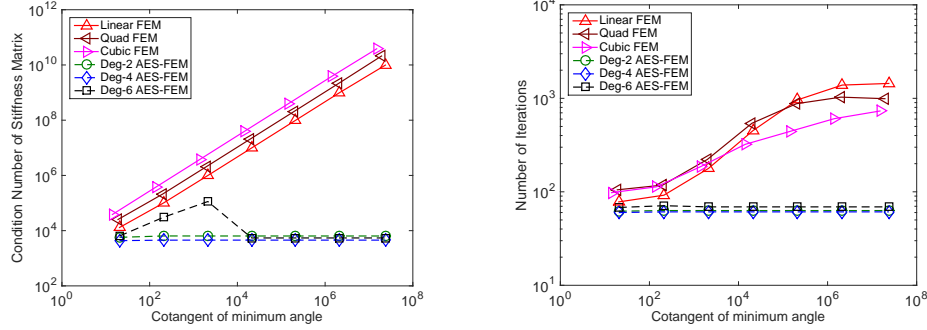 Condition Number of Stiffness Matrix
10^12
10^10
10^8
10^6
10^4
10^2
10^0
10^2
10^4
10^6
10^8
Cotangent of minimum angle
Linear FEM
Quad FEM
Cubic FEM
Deg-2 AES-FEM
Deg-4 AES-FEM
Deg-6 AES-FEM
Number of Iterations
10^4
10^3
10^2
10^1
10^0
10^2
10^4
10^6
10^8
Cotangent of minimum angle
Linear FEM
Quad FEM
Cubic FEM
Deg-2 AES-FEM
Deg-4 AES-FEM
Deg-6 AES-FEM